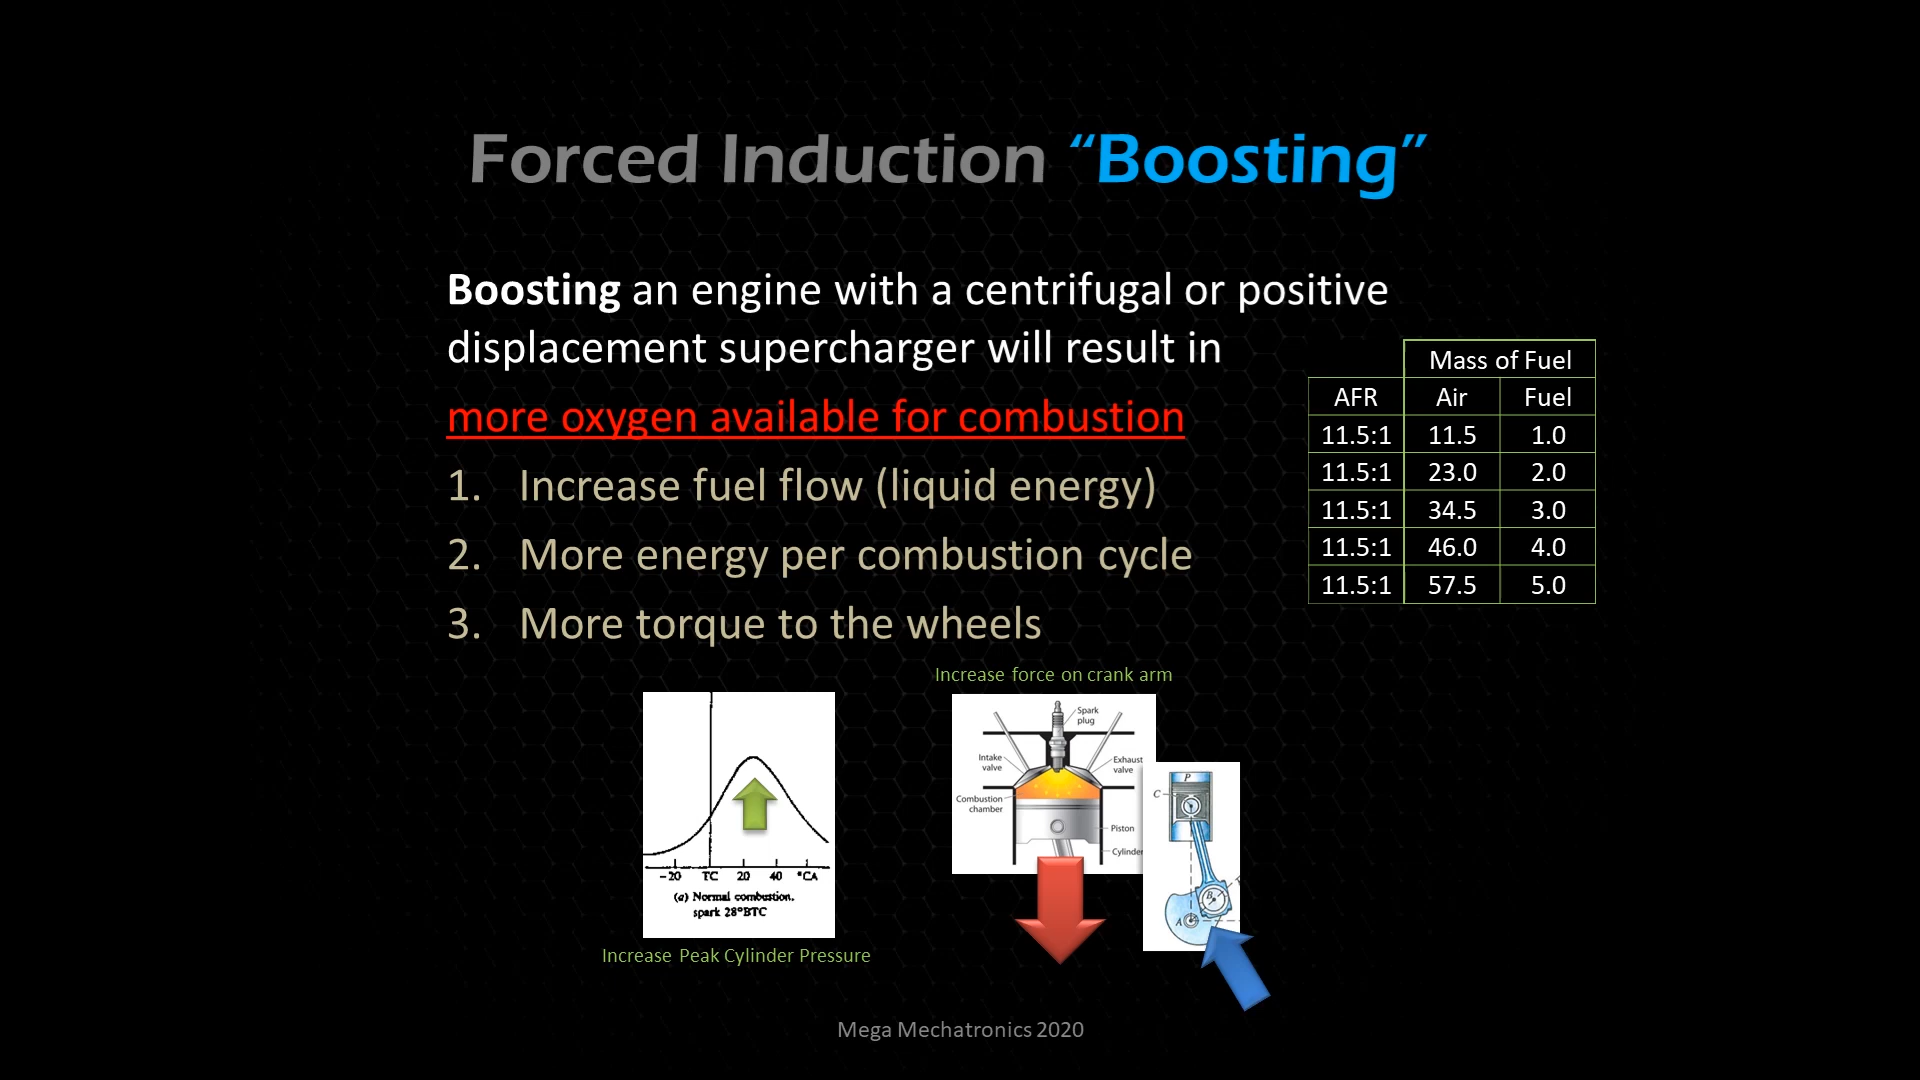 Forced Induction “Boosting”
Boosting an engine with a centrifugal or positive
displacement supercharger will result in
more oxygen available for combustion
1. Increase fuel flow (liquid energy)
2. More energy per combustion cycle
3. More torque to the wheels
Mass of Fuel
AFR Air Fuel
11.5:1 11.5 1.0
11.5:1 23.0 2.0
11.5:1 34.5 3.0
11.5:1 46.0 4.0
11.5:1 57.5 5.0
-20 TC 20 40 °CA
(a) Normal combustion.
spark 28°BTC
Increase Peak Cylinder Pressure
Increase force on crank arm
Spark
plug
Intake
valve
Exhaust
valve
Combustion
chamber
Piston
Cylinder
P
C
B
A
Mega Mechatronics 2020